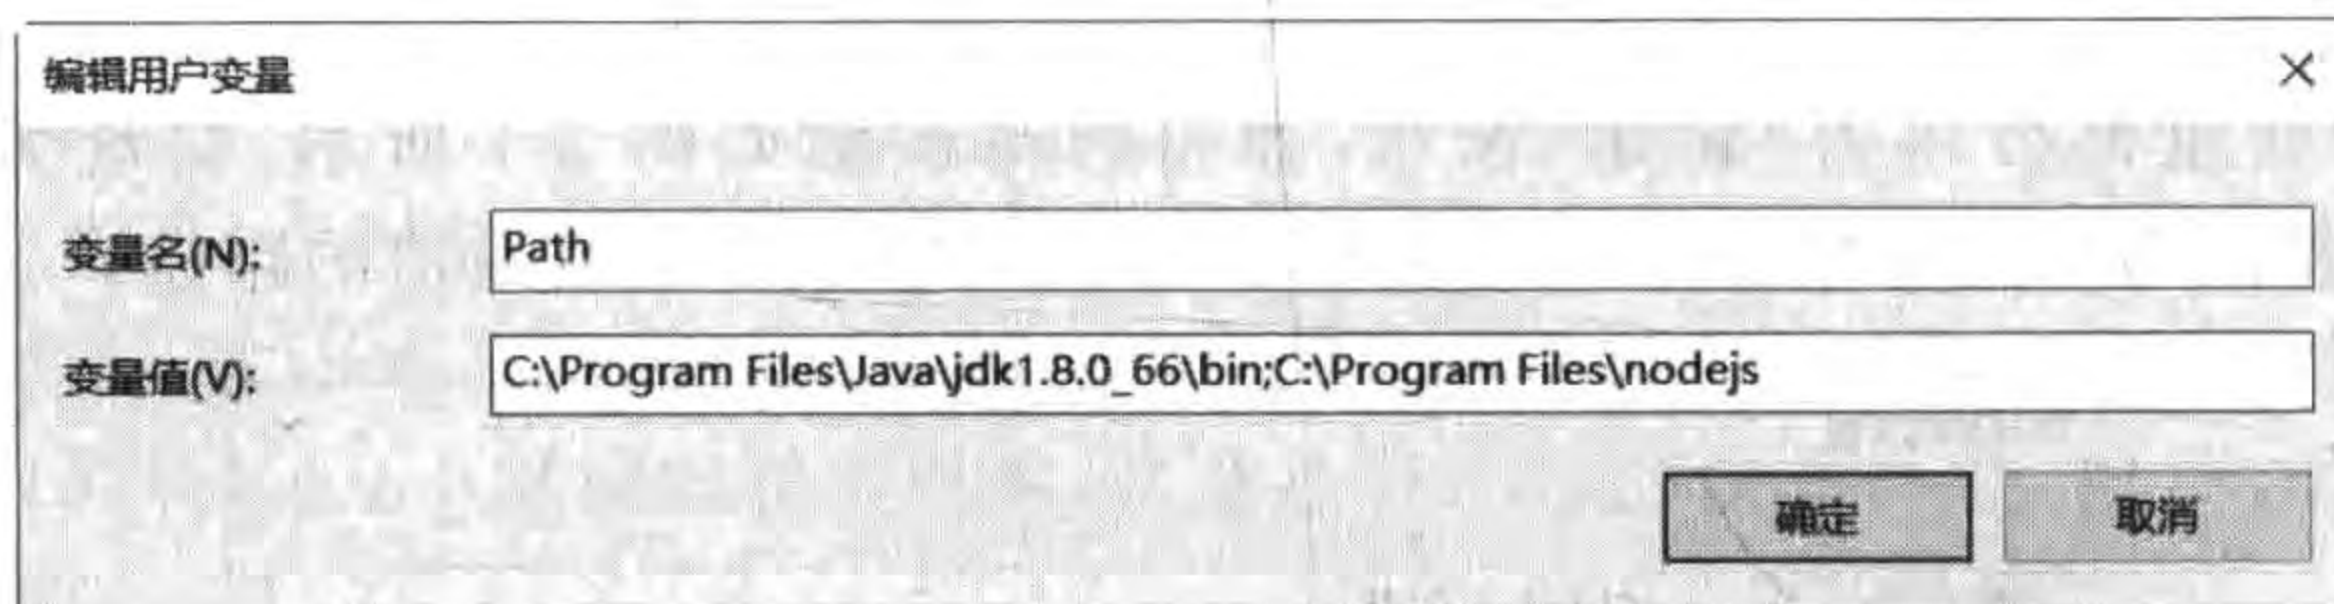 编辑用户变量
变量名(N):
Path
变量值(V):
C:\Program Files\Java\jdk1.8.0_66\bin;C:\Program Files\nodejs
确定
取消